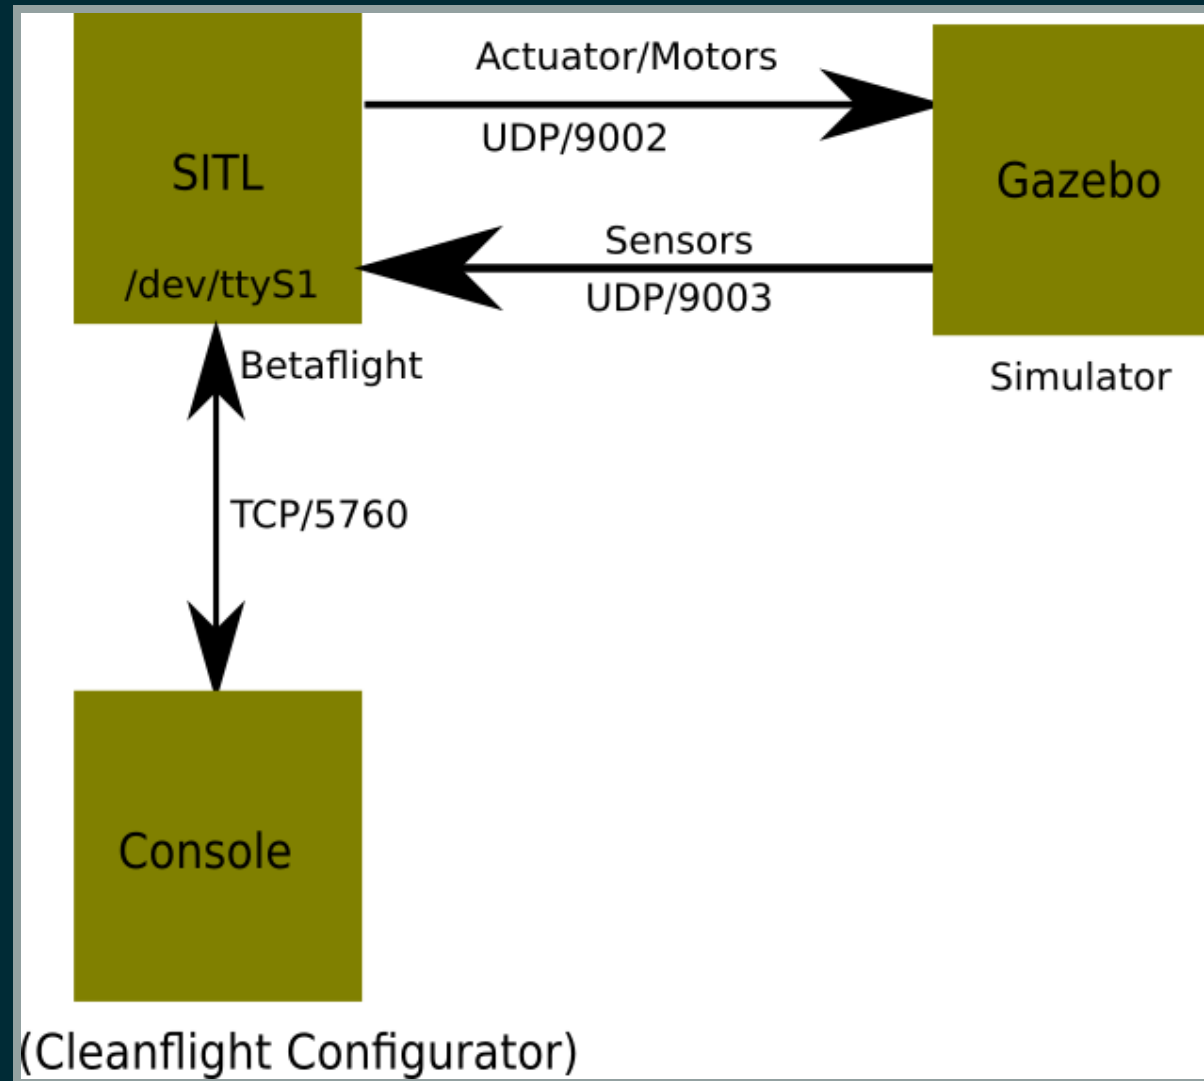 Actuator/Motors
UDP/9002
SITL
Gazebo
Sensors
/dev/ttyS1
UDP/9003
Betaflight
Simulator
TCP/5760
Console
(Cleanflight Configurator)